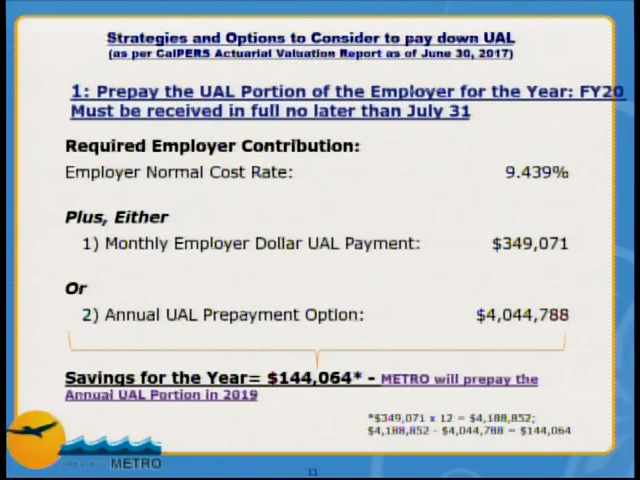 Strategies and Options to Consider to pay down UAL
(as per CalPERS Actuarial Valuation Report as of June 30, 2017)
1: Prepay the UAL Portion of the Employer for the Year: FY20
Must be received in full no later than July 31
Required Employer Contribution:
Employer Normal Cost Rate: 9.439%
Plus, Either
1) Monthly Employer Dollar UAL Payment: $349,071
Or
2) Annual UAL Prepayment Option: $4,044,788
Savings for the Year= $144,064* - METRO will prepay the
Annual UAL Portion in 2019
*$349,071 x 12 = $4,188,852;
$4,188,852 - $4,044,788 = $144,064
METRO
11